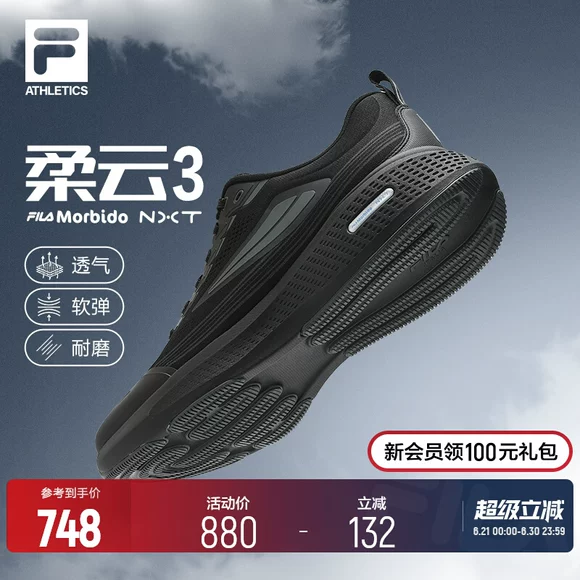 F
ATHLETICS
柔云3
FILA Morbido NXT
透气
软弹
耐磨
新会员领100元礼包
参考到手价
748
活动价
880
-
立减
132
超级立减
6.21 00:00-6.30 23:59